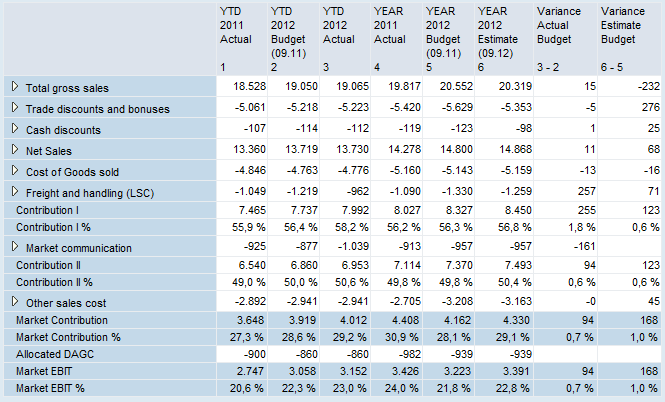 YTD YTD YTD YEAR YEAR YEAR Variance Variance
2011 2012 2012 2011 2012 2012 Actual Estimate
Actual Budget Actual Actual Budget Estimate Budget Budget
(09.11) (09.11) (09.12)
1 2 3 4 5 6 3 - 2 6 - 5
Total gross sales 18.528 19.050 19.065 19.817 20.552 20.319 15 -232
Trade discounts and bonuses -5.061 -5.218 -5.223 -5.420 -5.629 -5.353 -5 276
Cash discounts -107 -114 -112 -119 -123 -98 1 25
Net Sales 13.360 13.719 13.730 14.278 14.800 14.868 11 68
Cost of Goods sold -4.846 -4.763 -4.776 -5.160 -5.143 -5.159 -13 -16
Freight and handling (LSC) -1.049 -1.219 -962 -1.090 -1.330 -1.259 257 71
Contribution I 7.465 7.737 7.992 8.027 8.327 8.450 255 123
Contribution I % 55,9 % 56,4 % 58,2 % 56,2 % 56,3 % 56,8 % 1,8 % 0,6 %
Market communication -925 -877 -1.039 -913 -957 -957 -161
Contribution II 6.540 6.860 6.953 7.114 7.370 7.493 94 123
Contribution II % 49,0 % 50,0 % 50,6 % 49,8 % 49,8 % 50,4 % 0,6 % 0,6 %
Other sales cost -2.892 -2.941 -2.941 -2.705 -3.208 -3.163 -0 45
Market Contribution 3.648 3.919 4.012 4.408 4.162 4.330 94 168
Market Contribution % 27,3 % 28,6 % 29,2 % 30,9 % 28,1 % 29,1 % 0,7 % 1,0 %
Allocated DAGC -900 -860 -860 -982 -939 -939
Market EBIT 2.747 3.058 3.152 3.426 3.223 3.391 94 168
Market EBIT % 20,6 % 22,3 % 23,0 % 24,0 % 21,8 % 22,8 % 0,7 % 1,0 %